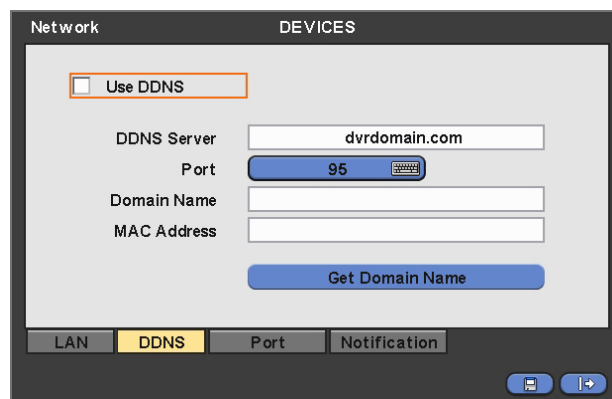 Network DEVICES
Use DDNS
DDNS Server dvrdomain.com
Port 95
Domain Name
MAC Address
Get Domain Name
LAN DDNS Port Notification